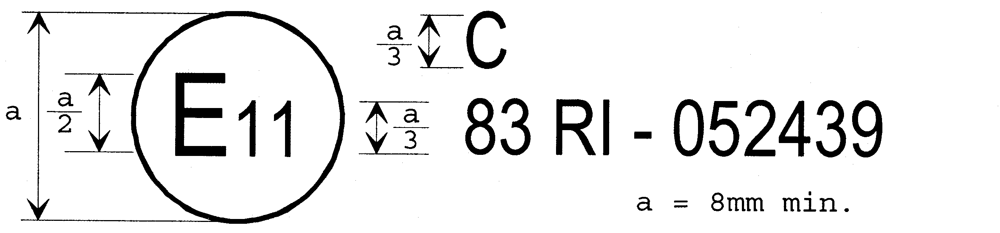 a
a/2
E11
a/3
C
a/3
83 RI - 052439
a = 8mm min.